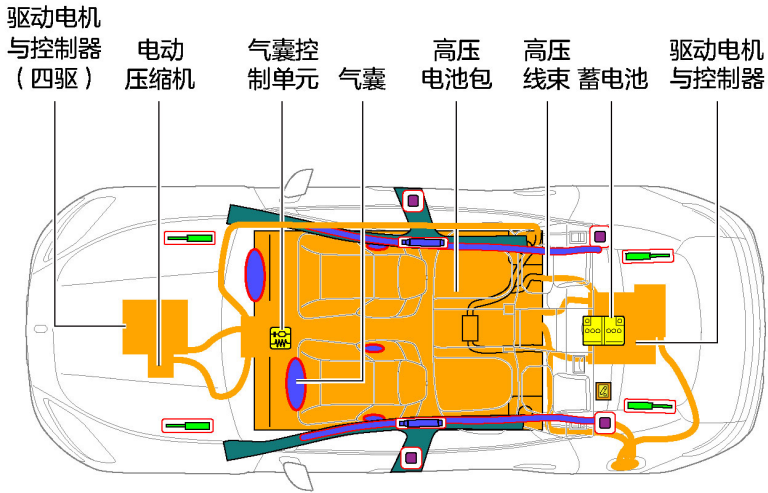 驱动电机
与控制器
（四驱）
电动
压缩机
气囊控
制单元
气囊
高压
电池包
高压
线束
蓄电池
驱动电机
与控制器